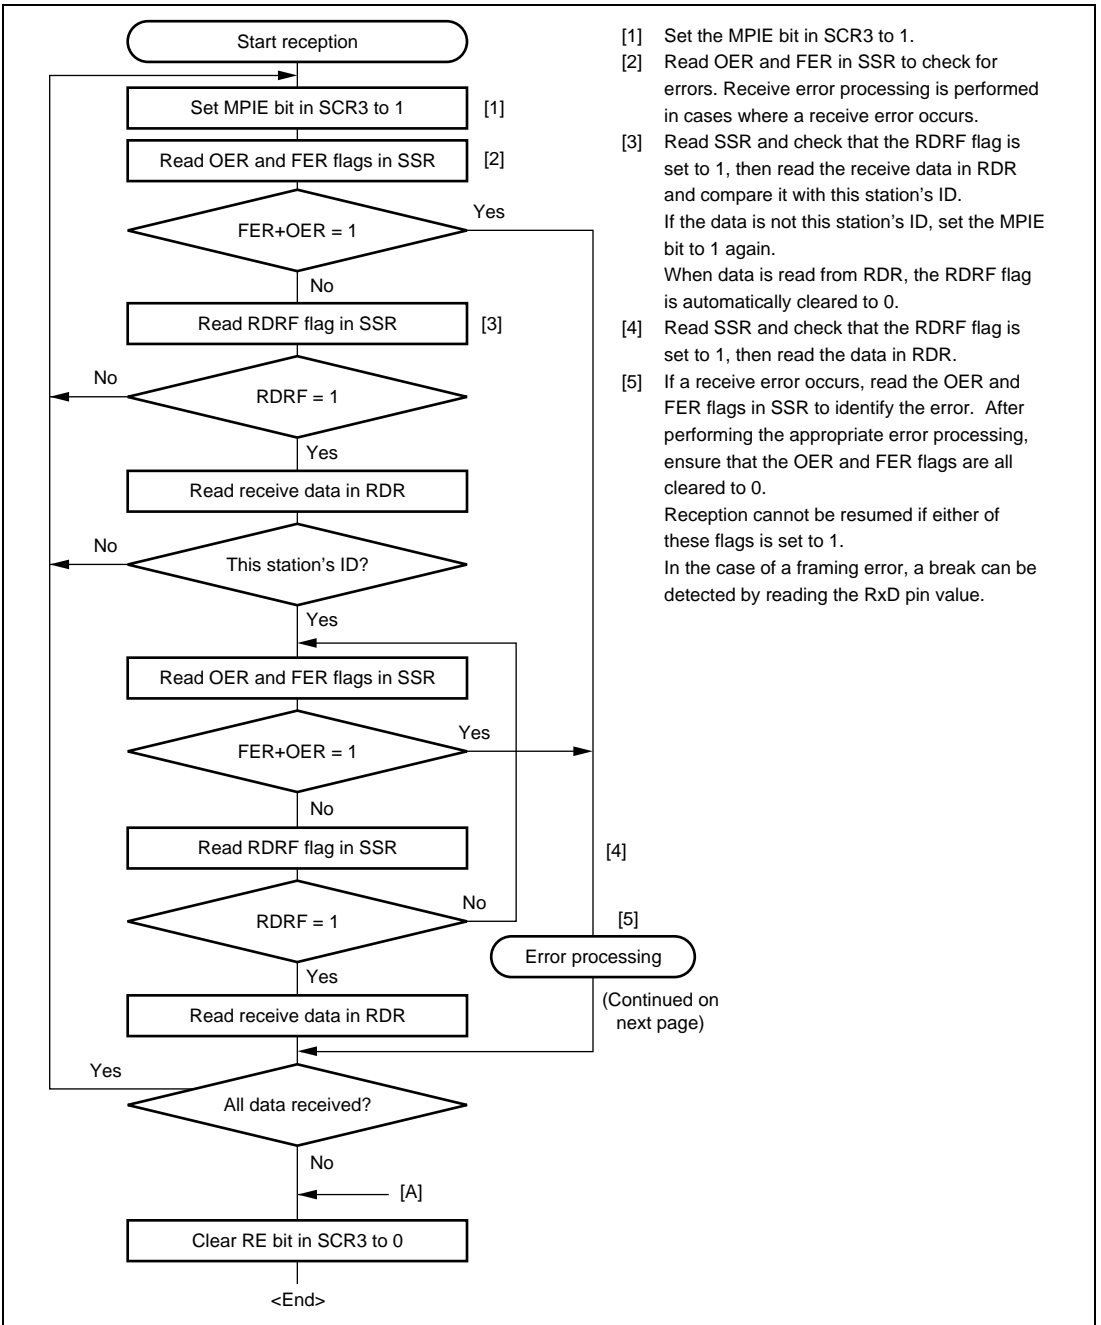 Start reception
Set MPIE bit in SCR3 to 1
[1]
Read OER and FER flags in SSR
[2]
FER+OER = 1
Yes
No
Read RDRF flag in SSR
[3]
RDRF = 1
No
Yes
Read receive data in RDR
This station's ID?
No
Yes
Read OER and FER flags in SSR
FER+OER = 1
Yes
No
Read RDRF flag in SSR
[4]
RDRF = 1
No
Yes
[5]
Error processing
(Continued on
next page)
Read receive data in RDR
All data received?
Yes
No
[A]
Clear RE bit in SCR3 to 0
<End>
[1] Set the MPIE bit in SCR3 to 1.
[2] Read OER and FER in SSR to check for
errors. Receive error processing is performed
in cases where a receive error occurs.
[3] Read SSR and check that the RDRF flag is
set to 1, then read the receive data in RDR
and compare it with this station's ID.
If the data is not this station's ID, set the MPIE
bit to 1 again.
When data is read from RDR, the RDRF flag
is automatically cleared to 0.
[4] Read SSR and check that the RDRF flag is
set to 1, then read the data in RDR.
[5] If a receive error occurs, read the OER and
FER flags in SSR to identify the error. After
performing the appropriate error processing,
ensure that the OER and FER flags are all
cleared to 0.
Reception cannot be resumed if either of
these flags is set to 1.
In the case of a framing error, a break can be
detected by reading the RxD pin value.